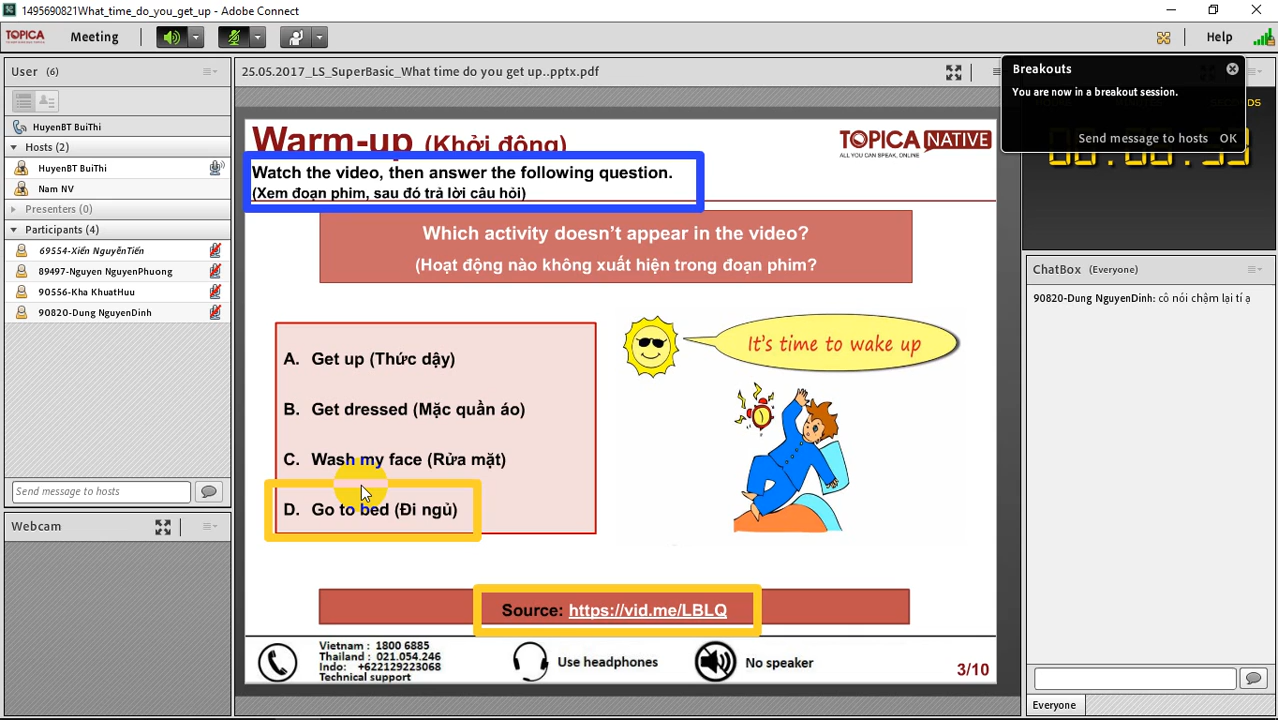 1495690821What_time_do_you_get_up - Adobe Connect
TOPICA
Meeting
Help
User (6)
HuyenBT BuiThi
Hosts (2)
HuyenBT BuiThi
Nam NV
Presenters (0)
Participants (4)
69554-Xiến NguyễnTiến
89497-Nguyen NguyenPhuong
90556-Kha KhuatHuu
90820-Dung NguyenDinh
Send message to hosts
Webcam
25.05.2017_LS_SuperBasic_What time do you get up..pptx.pdf
Warm-up (Khởi động)
TOPICA NATIVE
ALL YOU CAN SPEAK, ONLINE
Watch the video, then answer the following question.
(Xem đoạn phim, sau đó trả lời câu hỏi)
Which activity doesn't appear in the video?
(Hoạt động nào không xuất hiện trong đoạn phim?
A. Get up (Thức dậy)
B. Get dressed (Mặc quần áo)
C. Wash my face (Rửa mặt)
D. Go to bed (Đi ngủ)
It's time to wake up
Source: https://vid.me/LBLQ
Vietnam : 1800 6885
Thailand : 021.054.246
Indo: +622129223068
Technical support
Use headphones
No speaker
3/10
Breakouts
You are now in a breakout session.
Send message to hosts OK
ChatBox (Everyone)
90820-Dung NguyenDinh: cô nói chậm lại tí ạ
Everyone